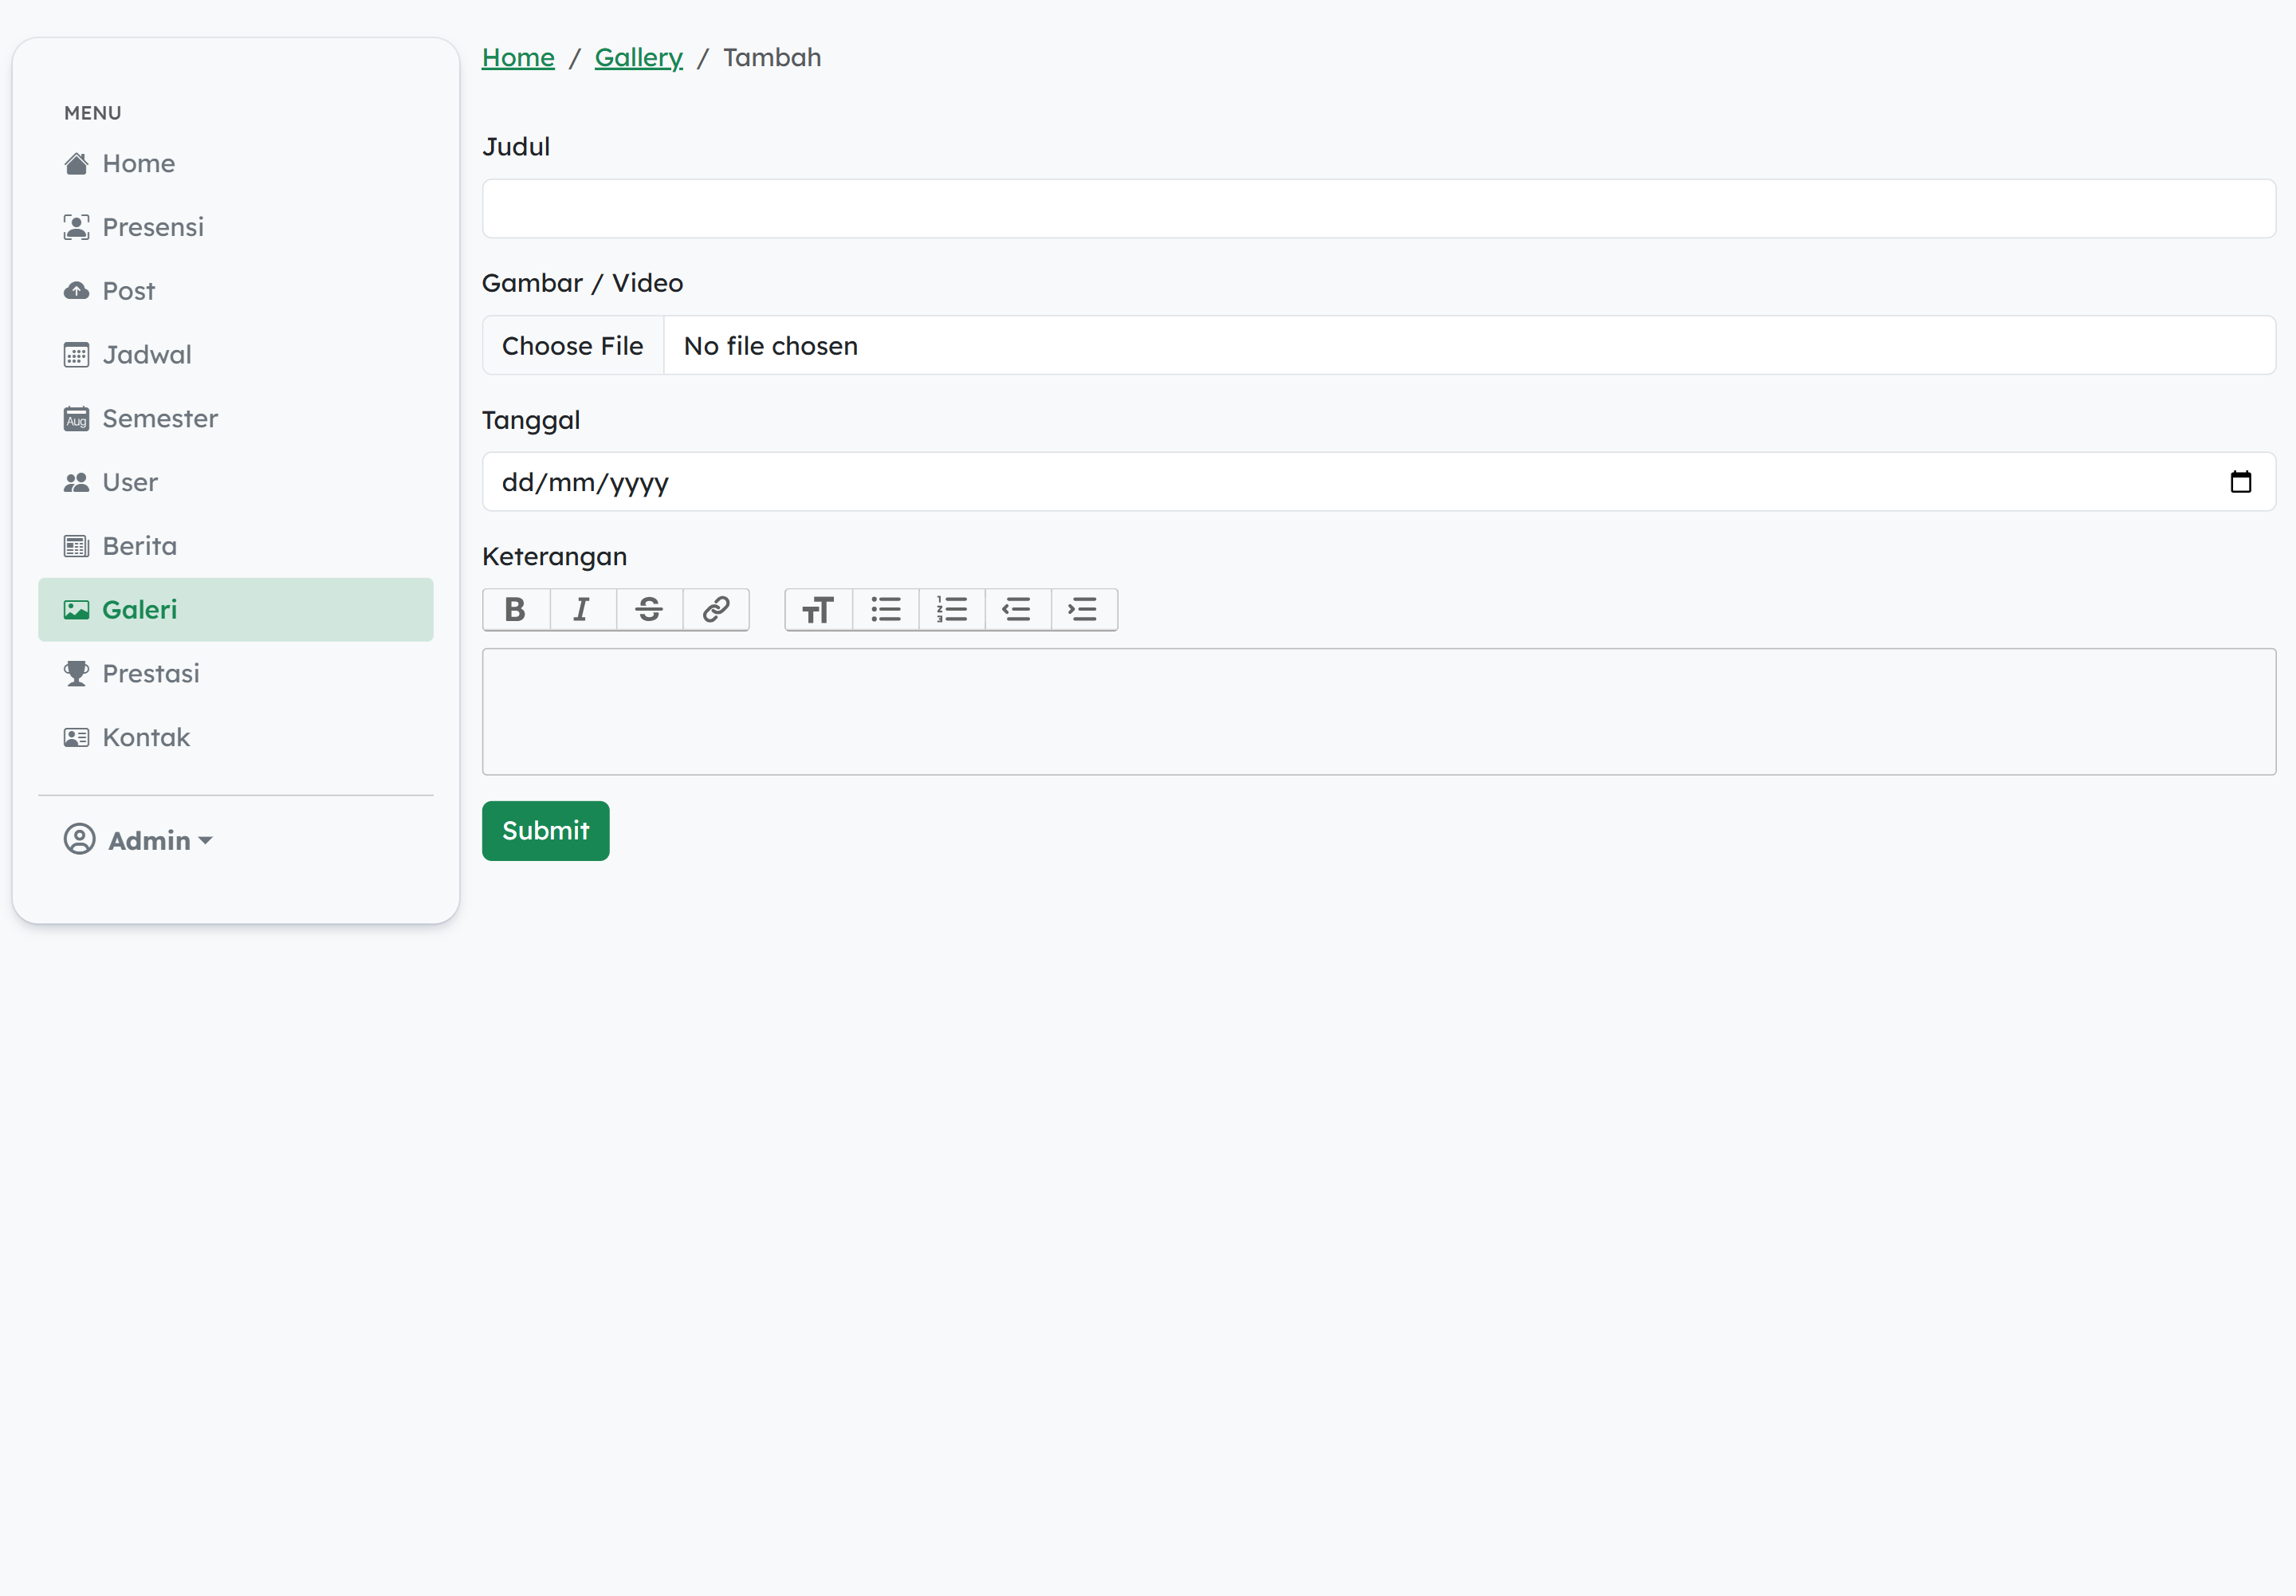 MENU
Home
Presensi
Post
Jadwal
Aug Semester
User
Berita
Galeri
Prestasi
Kontak
Admin
Home / Gallery / Tambah
Judul
Gambar / Video
Choose File No file chosen
Tanggal
dd/mm/yyyy
Keterangan
Submit